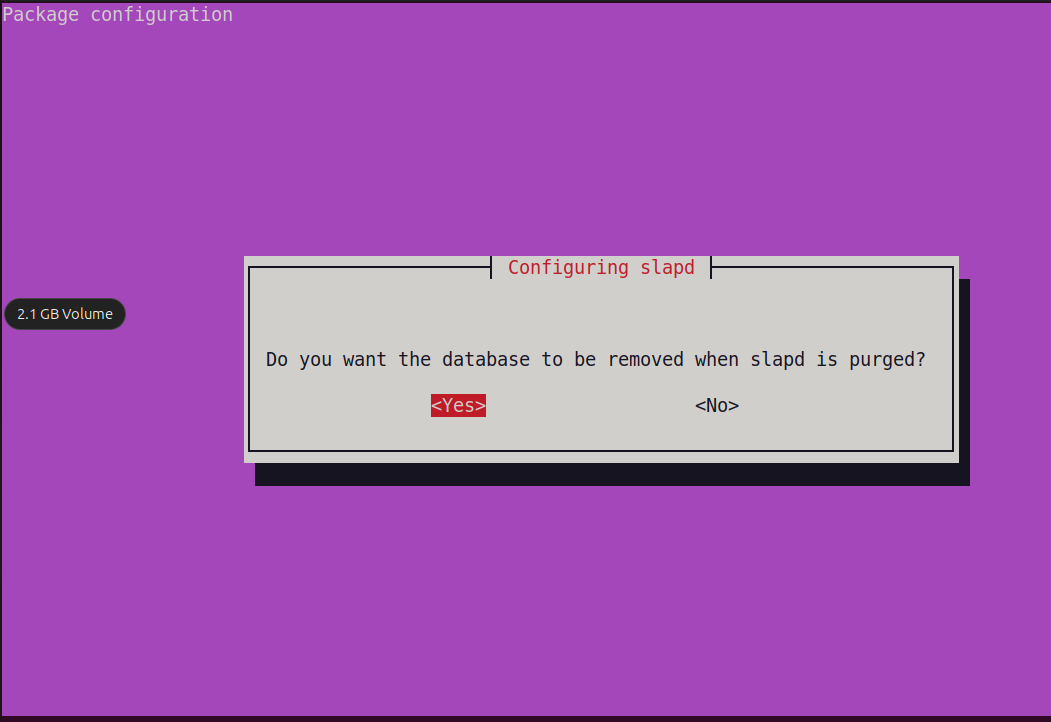 Package configuration
Configuring slapd
2.1 GB Volume
Do you want the database to be removed when slapd is purged?
<Yes> <No>